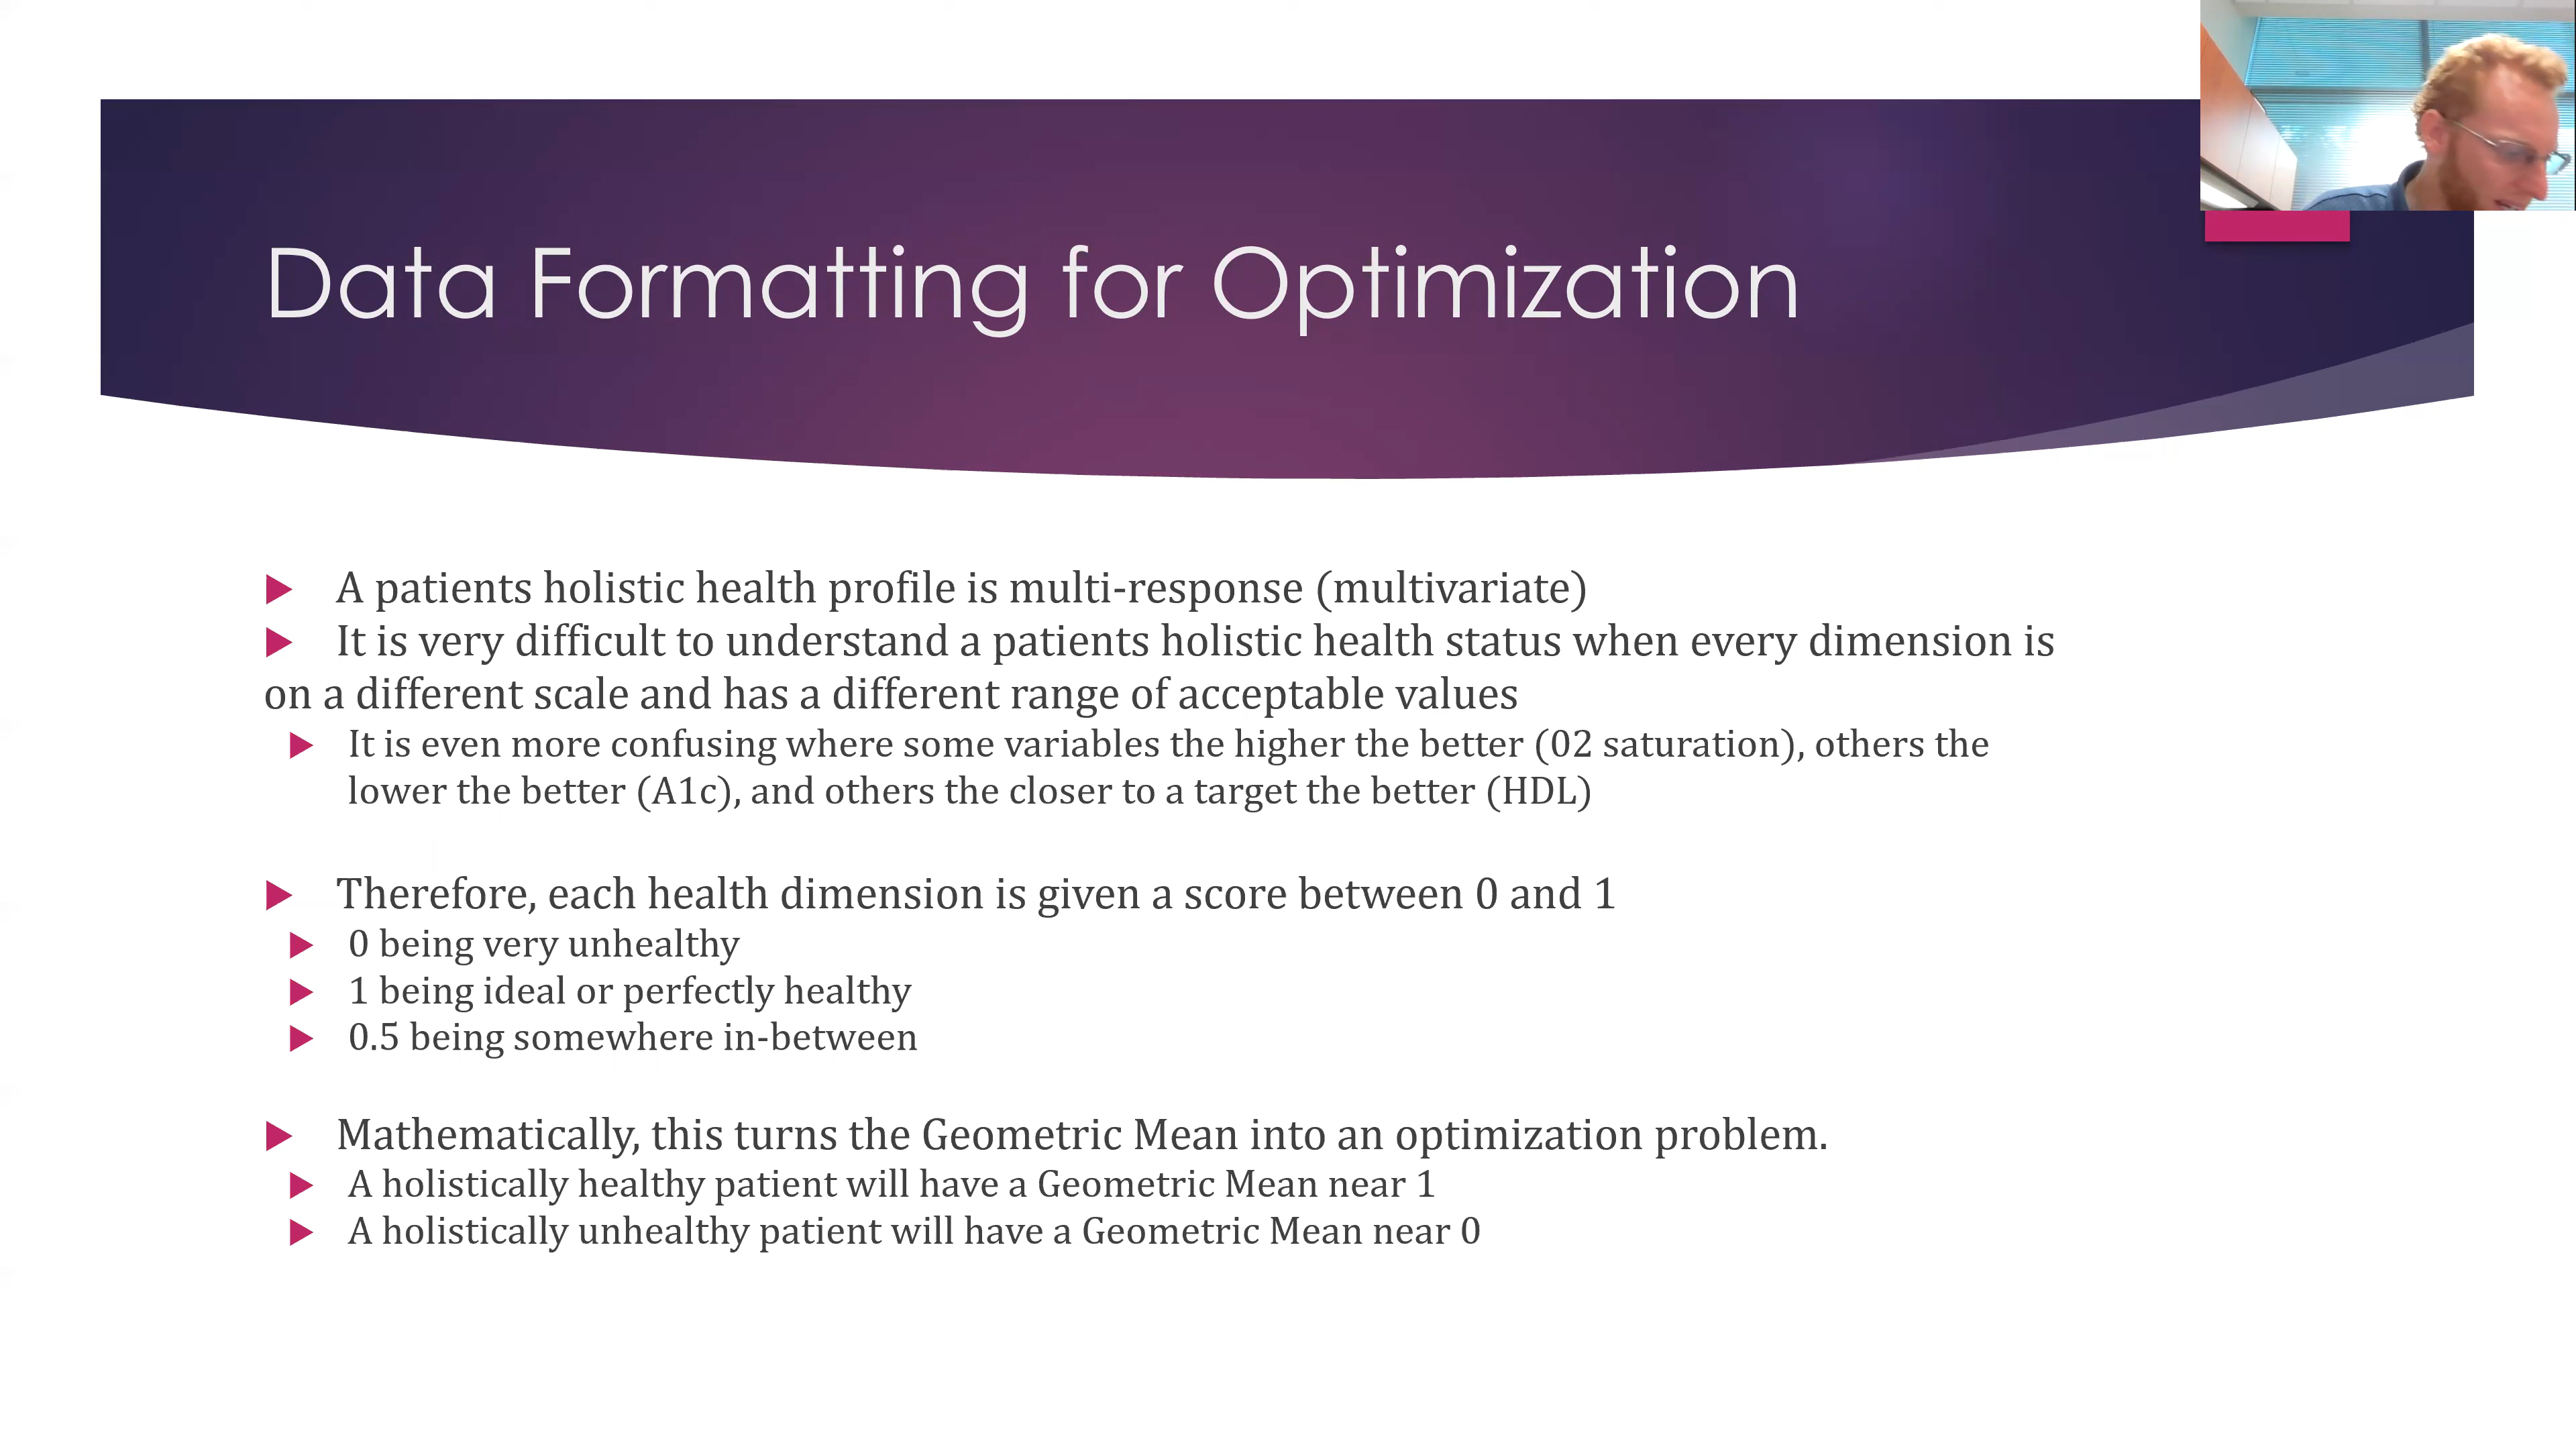 Data Formatting for Optimization
A patients holistic health profile is multi-response (multivariate)
It is very difficult to understand a patients holistic health status when every dimension is
on a different scale and has a different range of acceptable values
It is even more confusing where some variables the higher the better (02 saturation), others the
lower the better (A1c), and others the closer to a target the better (HDL)
Therefore, each health dimension is given a score between 0 and 1
0 being very unhealthy
1 being ideal or perfectly healthy
0.5 being somewhere in-between
Mathematically, this turns the Geometric Mean into an optimization problem.
A holistically healthy patient will have a Geometric Mean near 1
A holistically unhealthy patient will have a Geometric Mean near 0